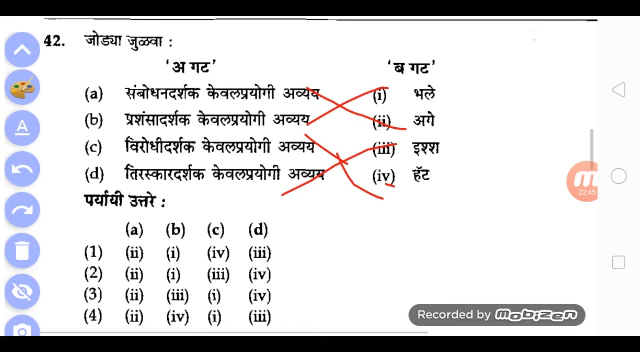 42. जोड्या जुळवा :
'अ गट' 'ब गट'
(a) संबोधनदर्शक केवलप्रयोगी अव्यय (i) भले
(b) प्रशंसादर्शक केवलप्रयोगी अव्यय (ii) अगे
(c) विरोधीदर्शक केवलप्रयोगी अव्यय (iii) इश्श
(d) तिरस्कारदर्शक केवलप्रयोगी अव्यय (iv) हॅट
पर्यायी उत्तरे :
(a) (b) (c) (d)
(1) (ii) (i) (iv) (iii)
(2) (ii) (i) (iii) (iv)
(3) (ii) (iii) (i) (iv)
(4) (ii) (iv) (i) (iii)
A
M
22:45
Recorded by mobizen